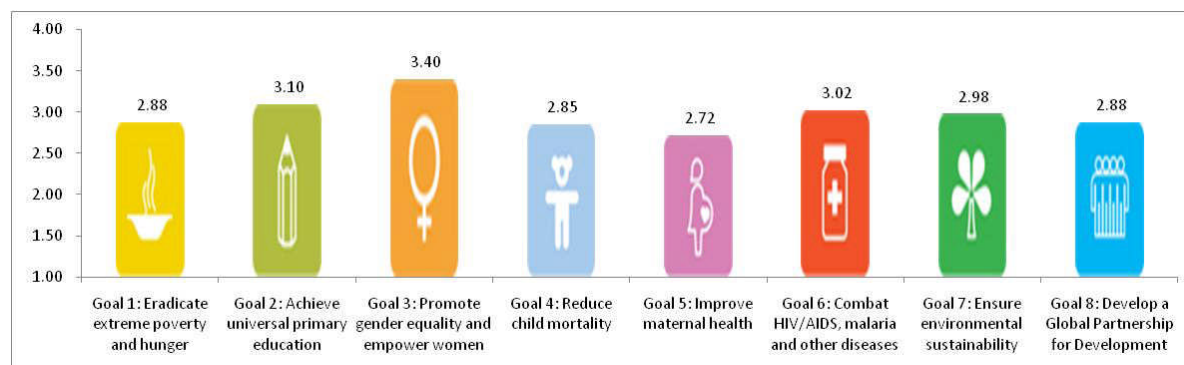 4.00
3.50
3.00
2.50
2.00
1.50
1.00
2.88
3.10
3.40
2.85
2.72
3.02
2.98
2.88
Goal 1: Eradicate
extreme poverty
and hunger
Goal 2: Achieve
universal primary
education
Goal 3: Promote
gender equality and
empower women
Goal 4: Reduce
child mortality
Goal 5: Improve
maternal health
Goal 6: Combat
HIV/AIDS, malaria
and other diseases
Goal 7: Ensure
environmental
sustainability
Goal 8: Develop a
Global Partnership
for Development